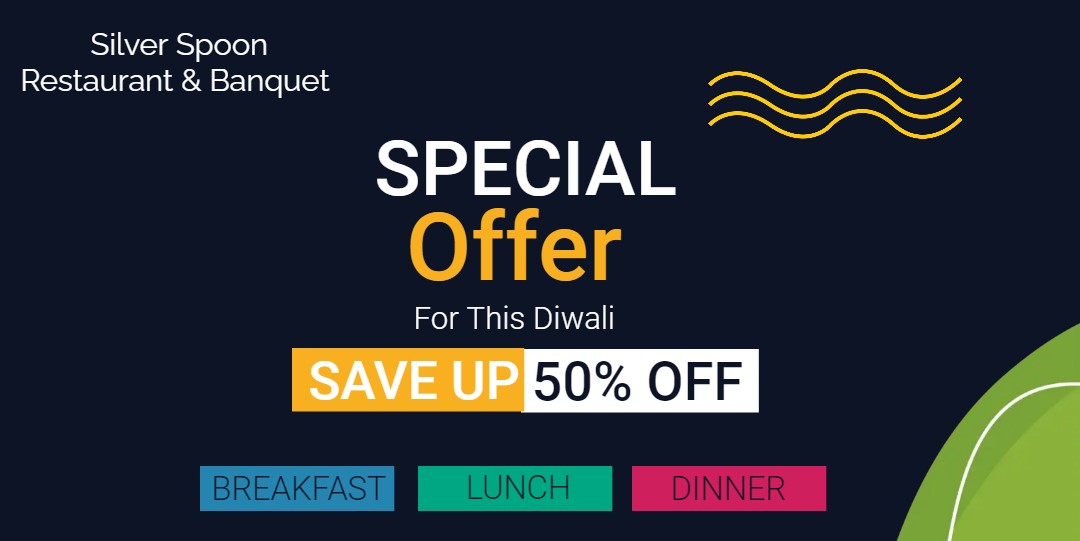 Silver Spoon
Restaurant & Banquet
SPECIAL
Offer
For This Diwali
SAVE UP 50% OFF
BREAKFAST LUNCH DINNER